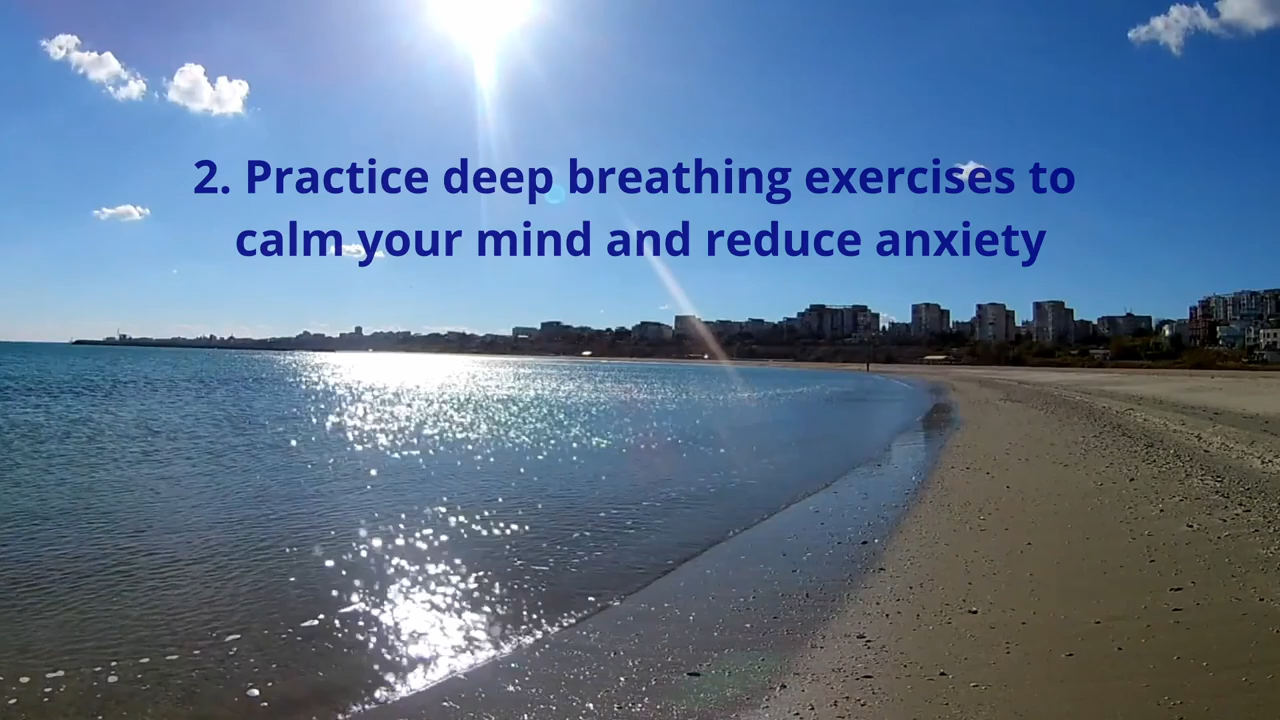 2. Practice deep breathing exercises to
calm your mind and reduce anxiety